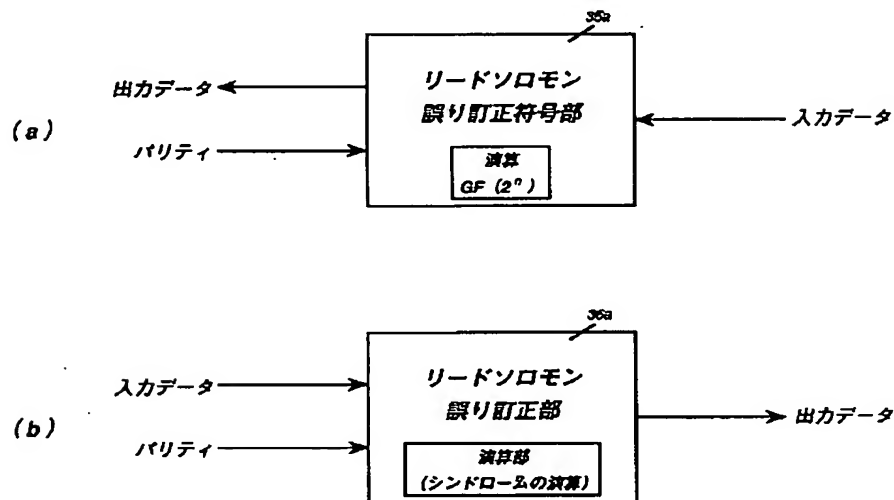 35a
リードソロモン
誤り訂正符号部
出力データ
入力データ
(a)
パリティ
演算
GF (2ⁿ)
36a
リードソロモン
誤り訂正部
入力データ
出力データ
(b)
パリティ
演算部
(シンドロームの演算)